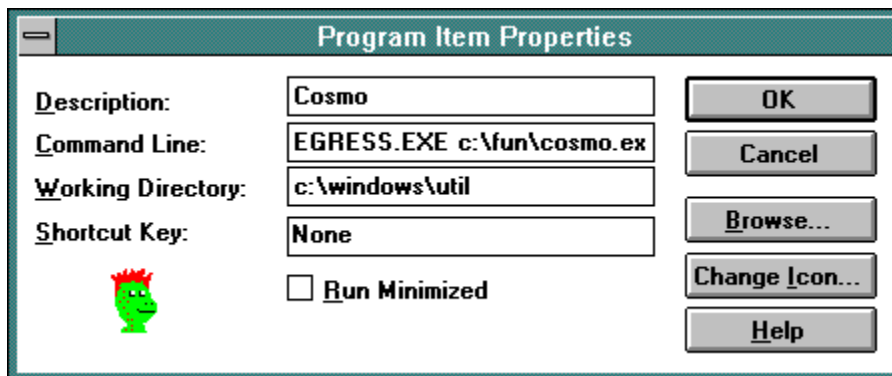 Program Item Properties
Description: Cosmo
Command Line: EGRESS.EXE c:\fun\cosmo.ex
Working Directory: c:\windows\util
Shortcut Key: None
Run Minimized
OK
Cancel
Browse...
Change Icon...
Help